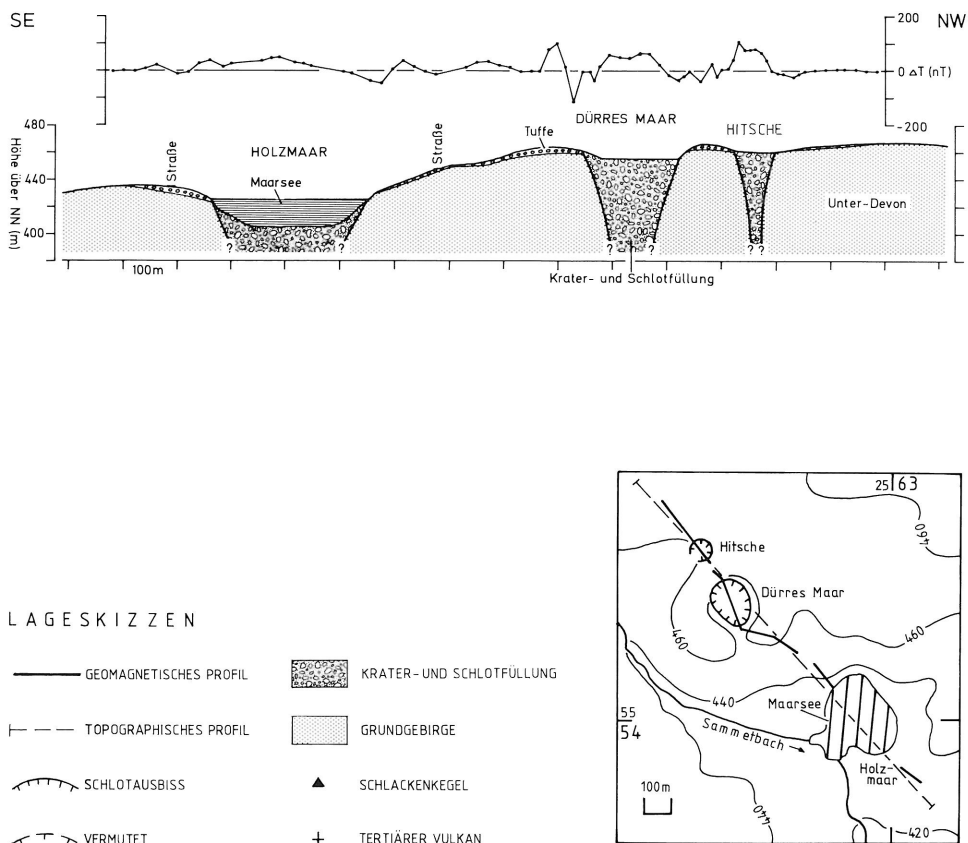 SE
NW
200
0 ΔT (nT)
-200
480
440
400
Höhe über NN (m)
Straße
HOLZMAAR
Maarsee
Straße
Tuffe
DÜRRES MAAR
HITSCHE
Unter-Devon
? ? ? ? ? ?
100m
Krater- und Schlotfüllung
LAGESKIZZEN
GEOMAGNETISCHES PROFIL
KRATER-UND SCHLOTFÜLLUNG
TOPOGRAPHISCHES PROFIL
GRUNDGEBIRGE
SCHLOTAUSBISS
SCHLACKENKEGEL
VERMUTET
TERTIÄRER VULKAN
25 63
460
Hitsche
Dürres Maar
460
460
440
Maarsee
55
54
Sammetbach
Holz-
maar
100m
440
420